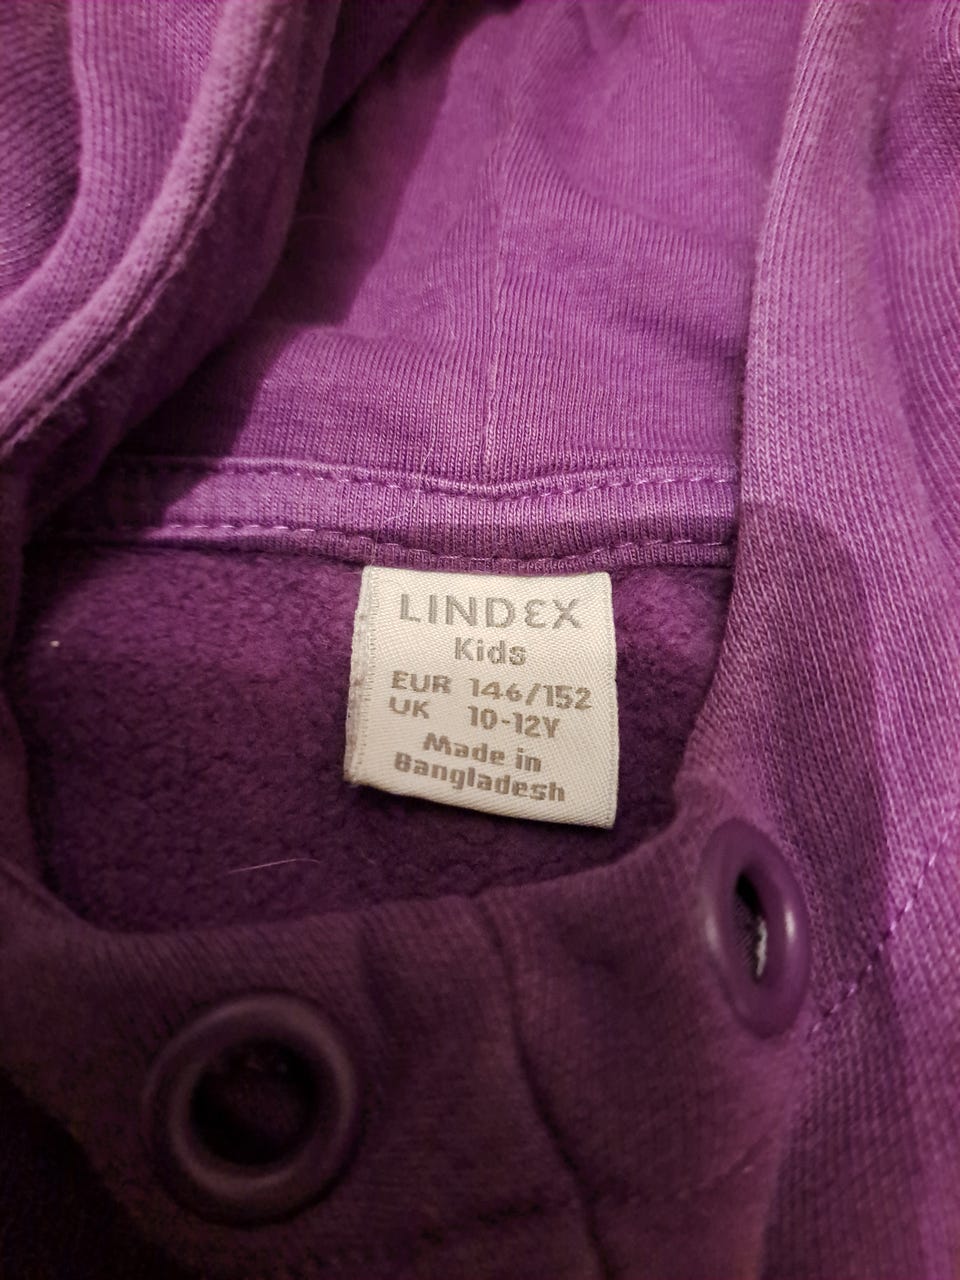 LINDEX
Kids
EUR 146/152
UK 10-12Y
Made in
Bangladesh